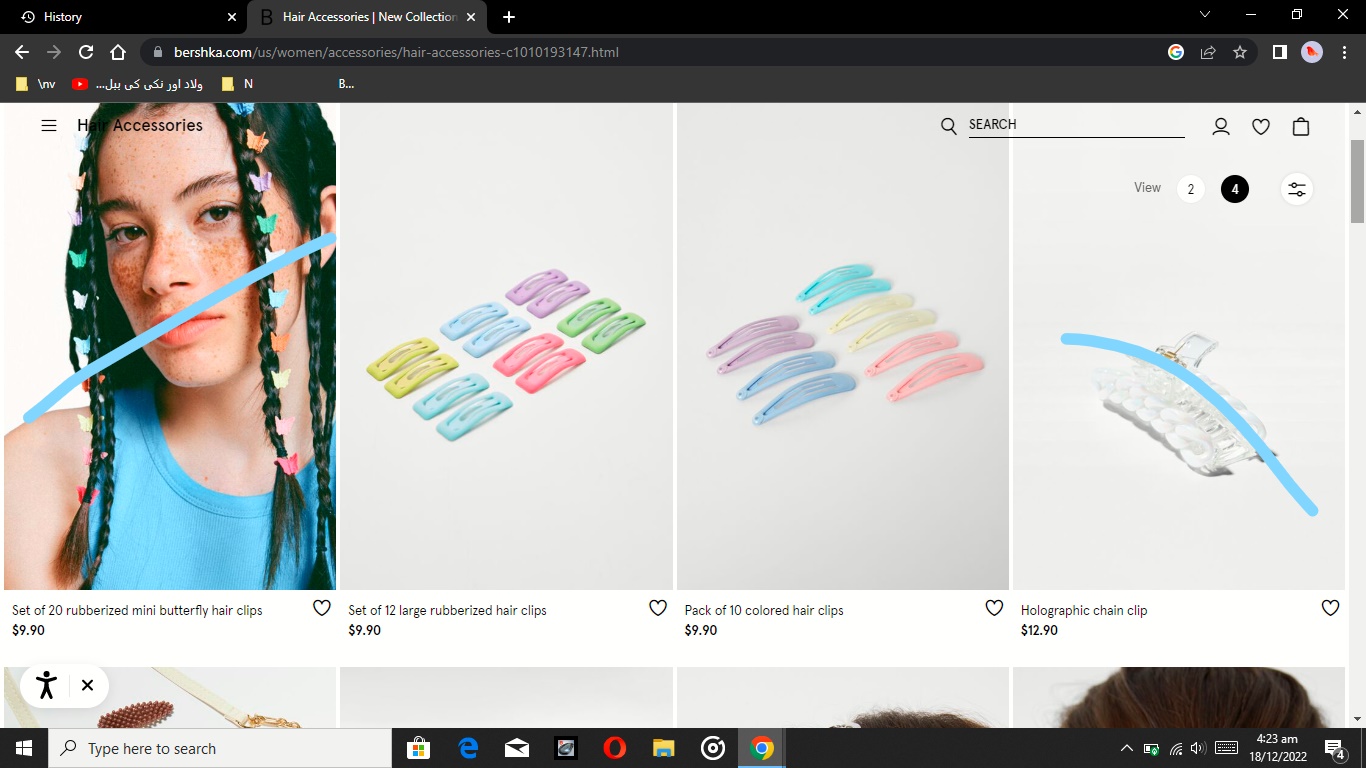 History
Hair Accessories | New Collection
bershka.com/us/women/accessories/hair-accessories-c1010193147.html
\nv
ولاد اور نکی کی ببل...
N
B...
Hair Accessories
SEARCH
View 2 4
Set of 20 rubberized mini butterfly hair clips
$9.90
Set of 12 large rubberized hair clips
$9.90
Pack of 10 colored hair clips
$9.90
Holographic chain clip
$12.90
Type here to search
4:23 am
18/12/2022
4